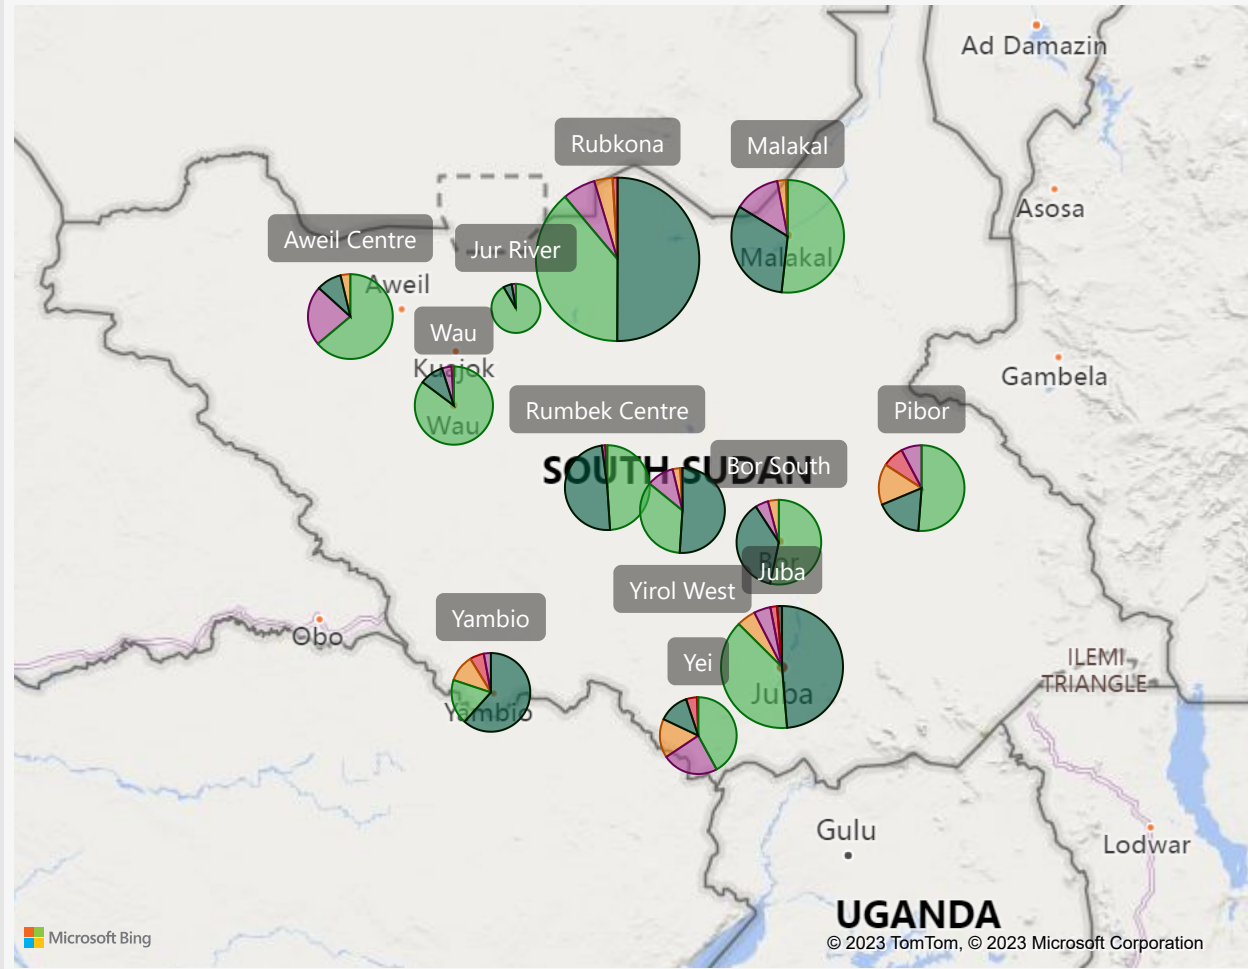 Ad Damazin
Rubkona
Malakal
Asosa
Aweil Centre
Jur River
Malakal
Aweil
Wau
Kuajok
Gambela
Rumbek Centre
Pibor
Wau
SOUTH SUDAN
Bor South
Bor
Juba
Yirol West
Yambio
Obo
Yei
ILEMI
TRIANGLE
Juba
Yambio
Gulu
Lodwar
UGANDA
Microsoft Bing
© 2023 TomTom, © 2023 Microsoft Corporation